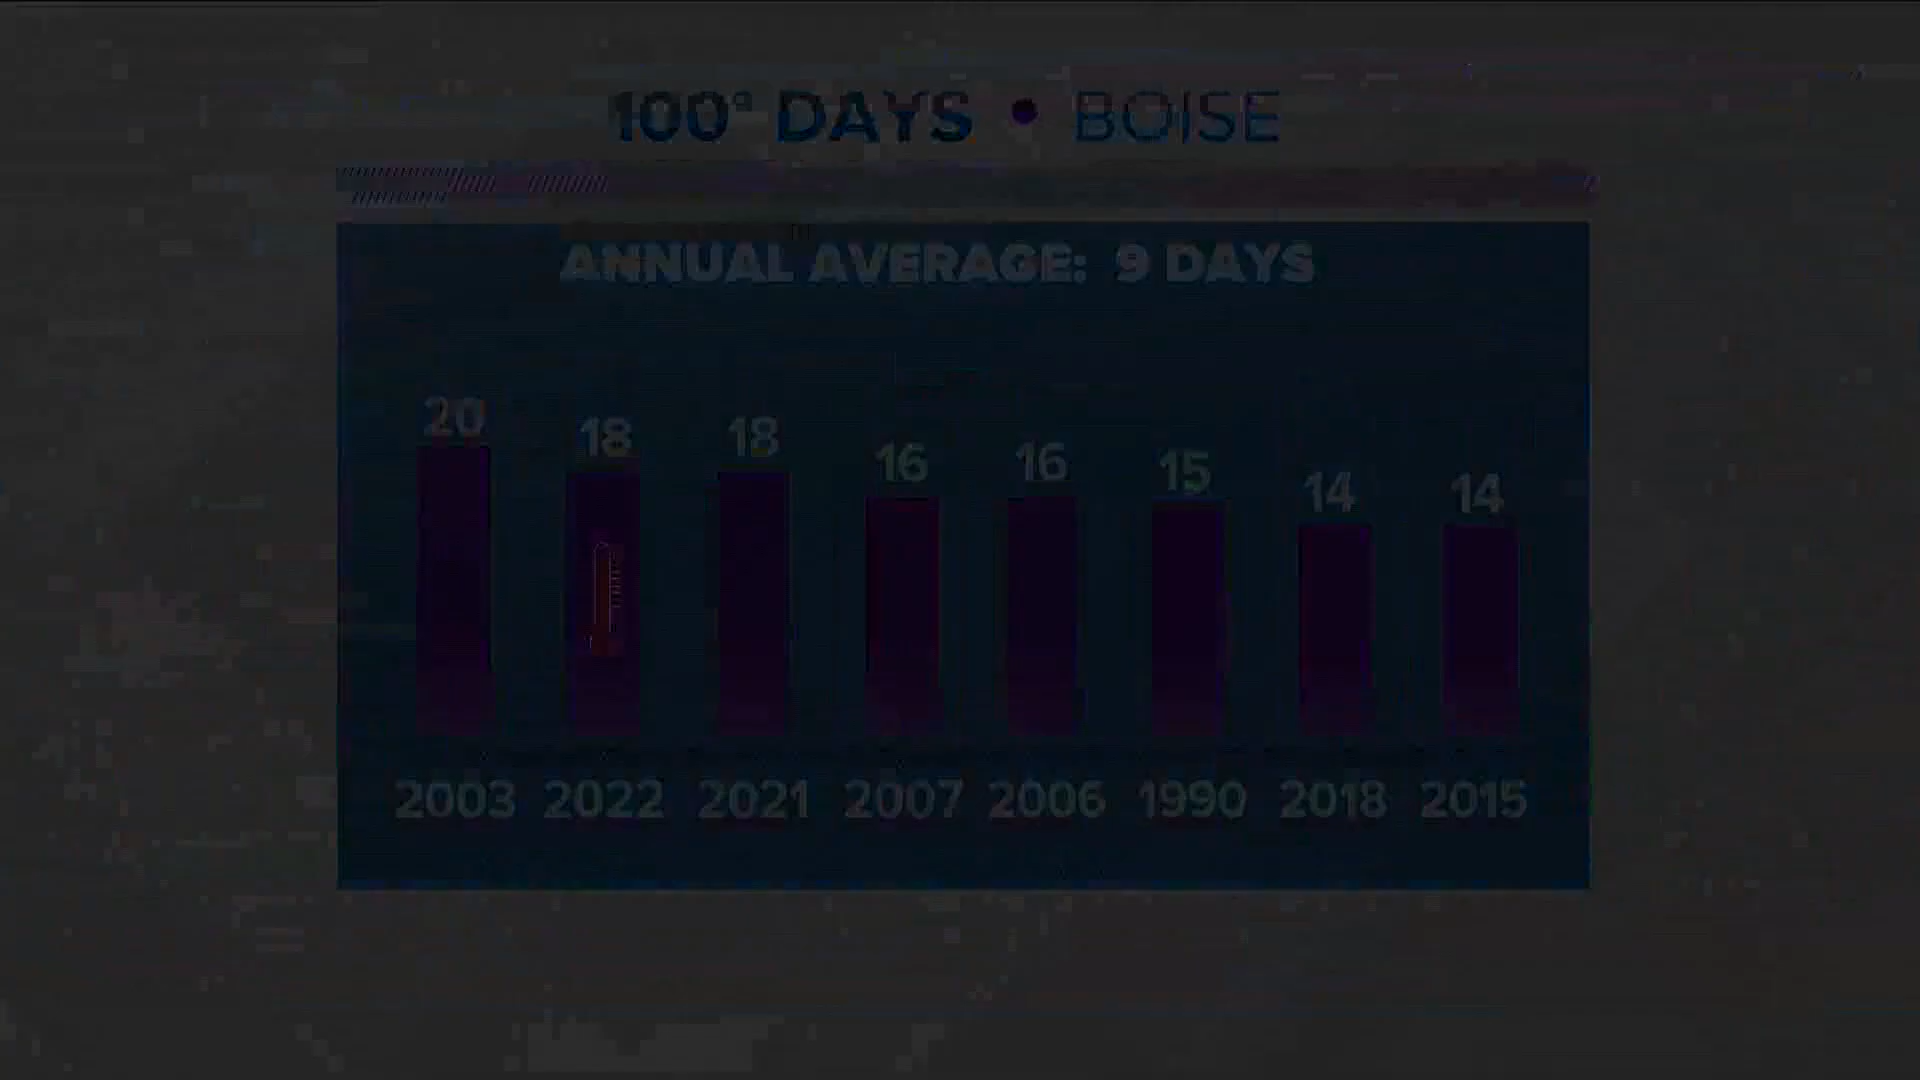 100° DAYS • BOISE
ANNUAL AVERAGE: 9 DAYS
20 18 18 16 16 15 14 14
2003 2022 2021 2007 2006 1990 2018 2015